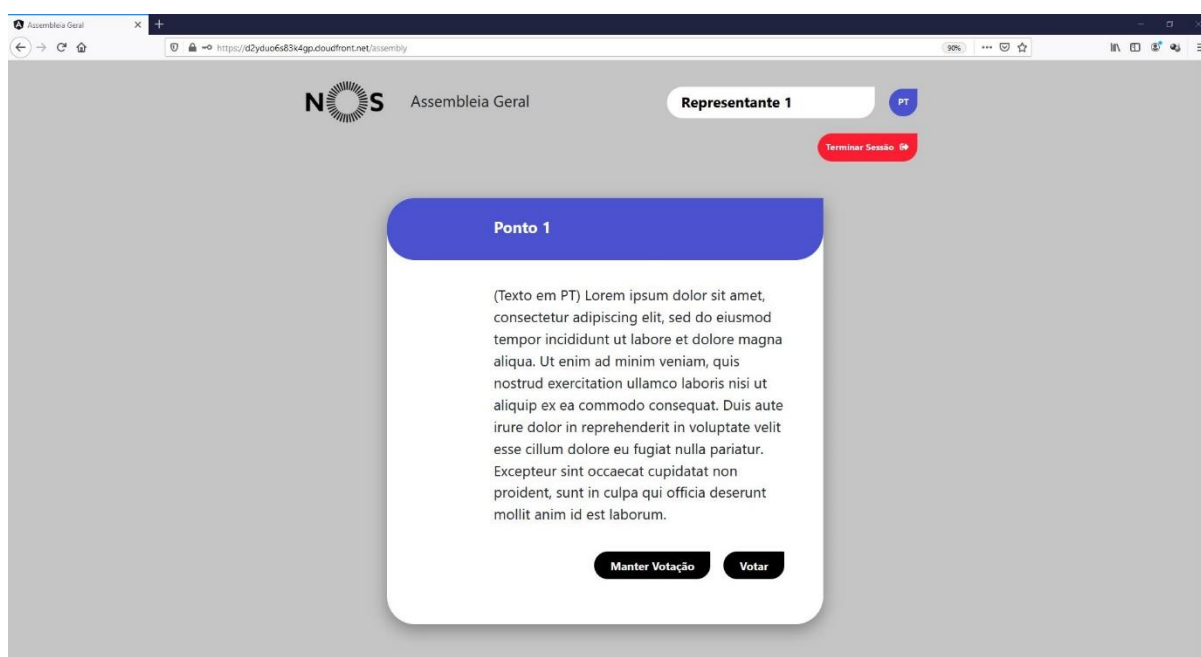 Assembleia Geral
https://d2yduo6s83k4gp.cloudfront.net/assembly
90%
NOS
Assembleia Geral
Representante 1
PT
Terminar Sessão
Ponto 1
(Texto em PT) Lorem ipsum dolor sit amet,
consectetur adipiscing elit, sed do eiusmod
tempor incididunt ut labore et dolore magna
aliqua. Ut enim ad minim veniam, quis
nostrud exercitation ullamco laboris nisi ut
aliquip ex ea commodo consequat. Duis aute
irure dolor in reprehenderit in voluptate velit
esse cillum dolore eu fugiat nulla pariatur.
Excepteur sint occaecat cupidatat non
proident, sunt in culpa qui officia deserunt
mollit anim id est laborum.
Manter Votação
Votar